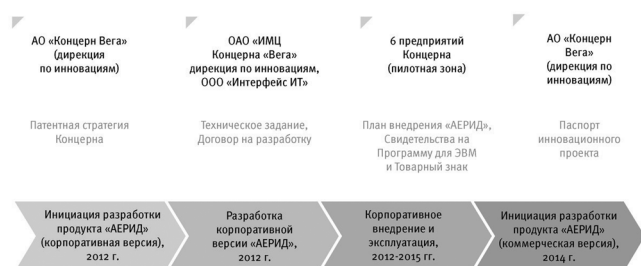 АО «Концерн Вега»
(дирекция
по инновациям)
ОАО «ИМЦ
Концерна «Вега»
дирекция по инновациям,
ООО «Интерфейс ИТ»
6 предприятий
Концерна
(пилотная зона)
АО «Концерн
Вега»
(дирекция по
инновациям)
Патентная стратегия
Концерна
Техническое задание,
Договор на разработку
План внедрения «АЕРИД»,
Свидетельства на
Программу для ЭВМ
и Товарный знак
Паспорт
инновационного
проекта
Инициация разработки
продукта «АЕРИД»
(корпоративная версия),
2012 г.
Разработка
корпоративной
версии «АЕРИД»,
2012 г.
Корпоративное
внедрение и
эксплуатация,
2012-2015 гг.
Инициация разработки
продукта «АЕРИД»
(коммерческая версия),
2014 г.